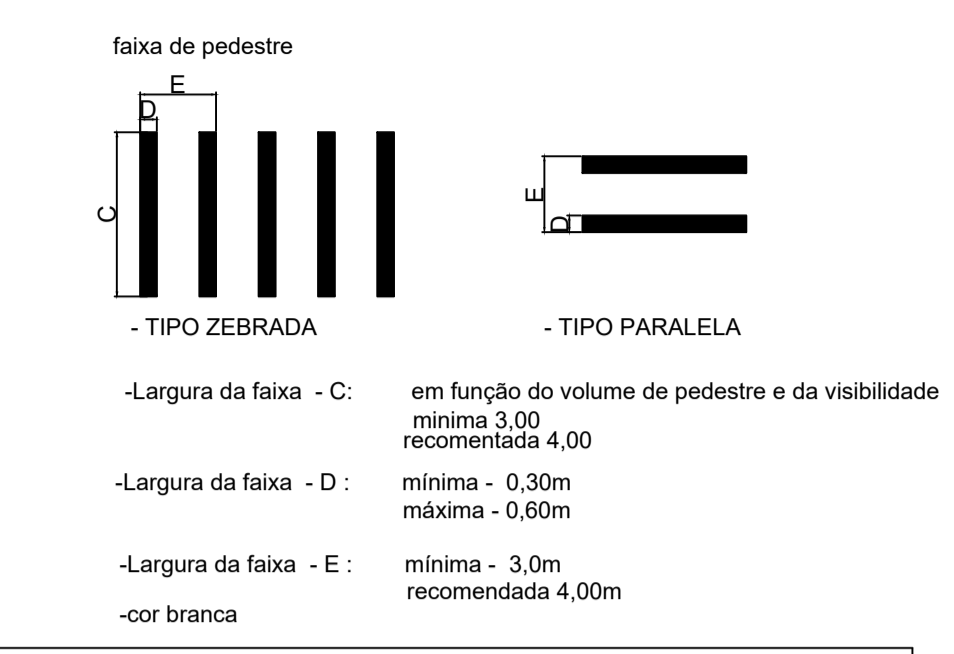 faixa de pedestre
E
D
C
E
D
- TIPO ZEBRADA
- TIPO PARALELA
-Largura da faixa - C: em função do volume de pedestre e da visibilidade
minima 3,00
recomentada 4,00
-Largura da faixa - D : mínima - 0,30m
máxima - 0,60m
-Largura da faixa - E : mínima - 3,0m
recomendada 4,00m
-cor branca